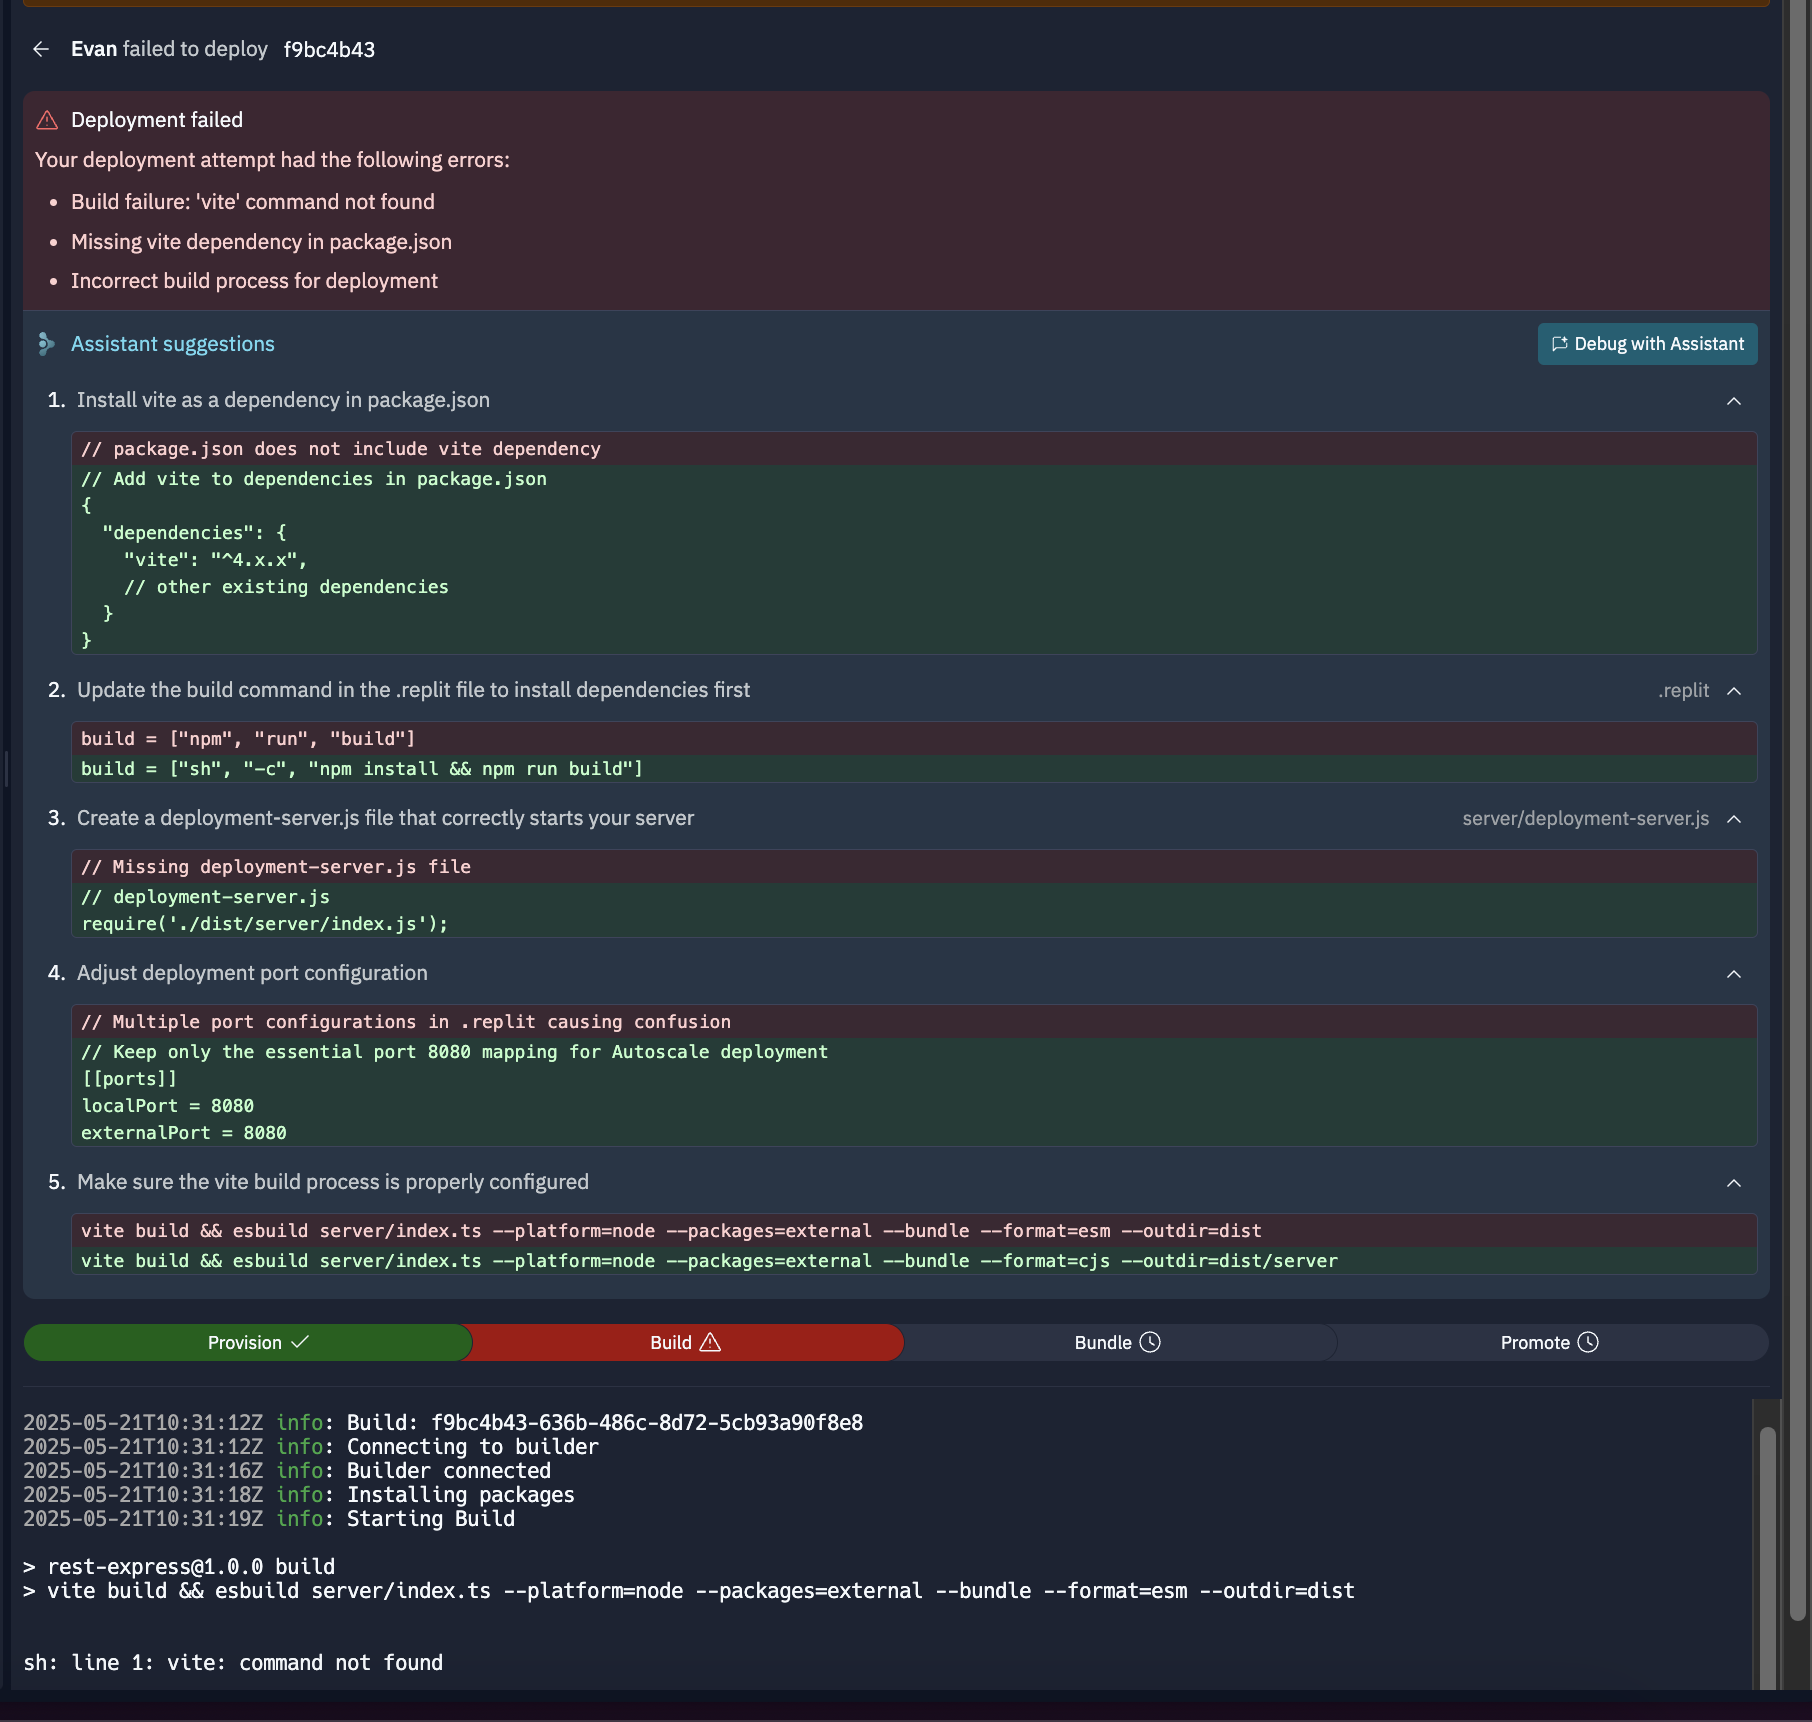 Evan failed to deploy f9bc4b43
Deployment failed
Your deployment attempt had the following errors:
• Build failure: 'vite' command not found
• Missing vite dependency in package.json
• Incorrect build process for deployment
Assistant suggestions
Debug with Assistant
1. Install vite as a dependency in package.json
// package.json does not include vite dependency
// Add vite to dependencies in package.json
{
  "dependencies": {
    "vite": "^4.x.x",
    // other existing dependencies
  }
}
2. Update the build command in the .replit file to install dependencies first .replit
build = ["npm", "run", "build"]
build = ["sh", "-c", "npm install && npm run build"]
3. Create a deployment-server.js file that correctly starts your server server/deployment-server.js
// Missing deployment-server.js file
// deployment-server.js
require('./dist/server/index.js');
4. Adjust deployment port configuration
// Multiple port configurations in .replit causing confusion
// Keep only the essential port 8080 mapping for Autoscale deployment
[[ports]]
localPort = 8080
externalPort = 8080
5. Make sure the vite build process is properly configured
vite build && esbuild server/index.ts --platform=node --packages=external --bundle --format=esm --outdir=dist
vite build && esbuild server/index.ts --platform=node --packages=external --bundle --format=cjs --outdir=dist/server
Provision Build Bundle Promote
2025-05-21T10:31:12Z info: Build: f9bc4b43-636b-486c-8d72-5cb93a90f8e8
2025-05-21T10:31:12Z info: Connecting to builder
2025-05-21T10:31:16Z info: Builder connected
2025-05-21T10:31:18Z info: Installing packages
2025-05-21T10:31:19Z info: Starting Build
> rest-express@1.0.0 build
> vite build && esbuild server/index.ts --platform=node --packages=external --bundle --format=esm --outdir=dist
sh: line 1: vite: command not found